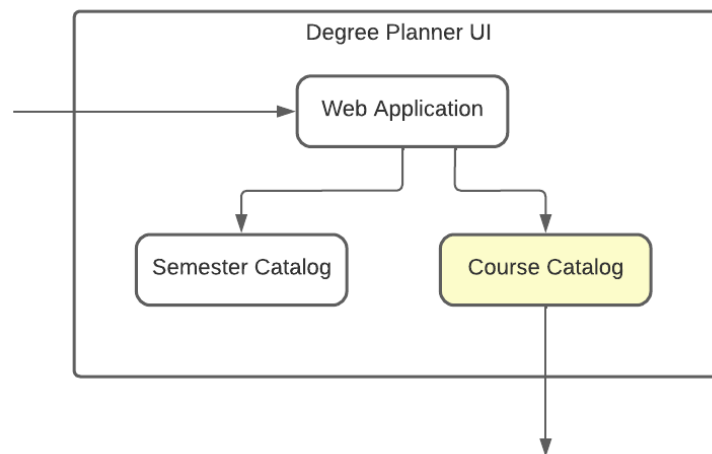 Degree Planner UI
Web Application
Semester Catalog
Course Catalog